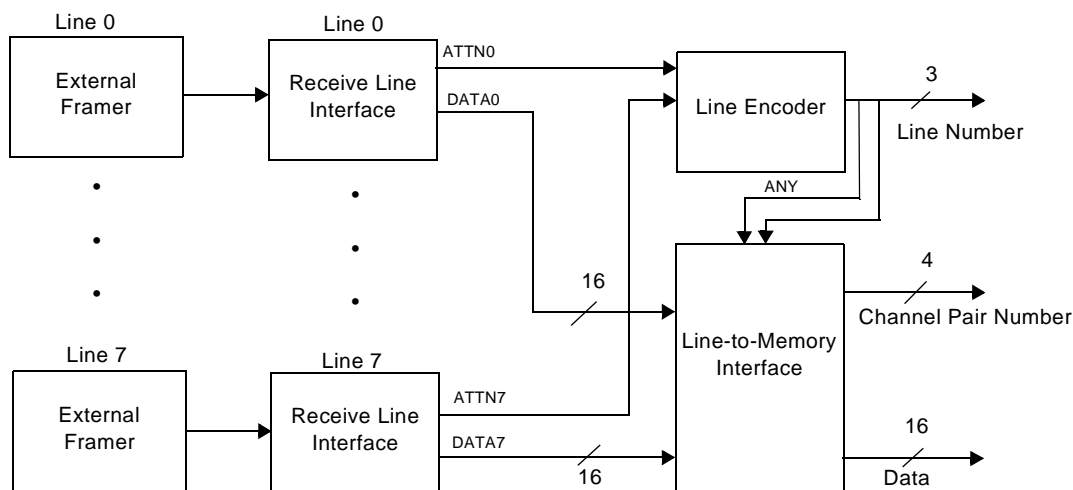 Line 0
External
Framer
Line 0
Receive Line
Interface
ATTN0
DATA0
Line Encoder
3
Line Number
ANY
16
4
Channel Pair Number
Line-to-Memory
Interface
Line 7
External
Framer
Line 7
Receive Line
Interface
ATTN7
DATA7
16
16
Data